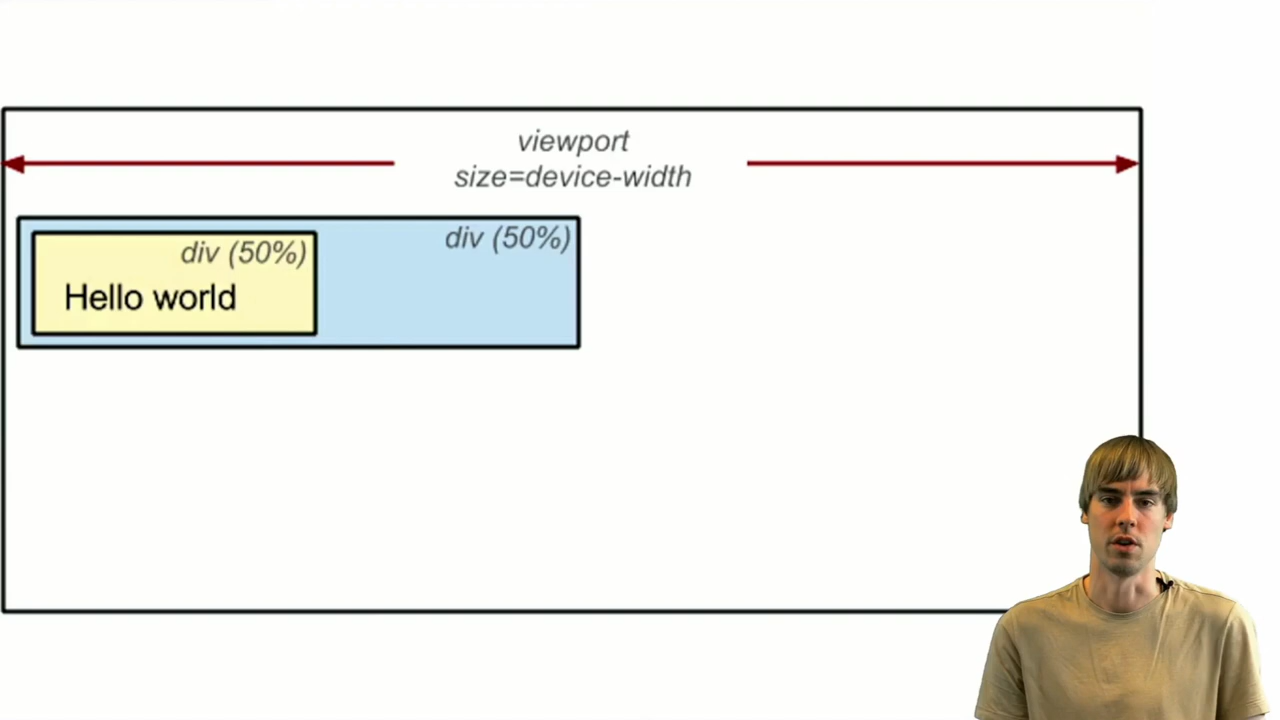 viewport
size=device-width
div (50%)
div (50%)
Hello world